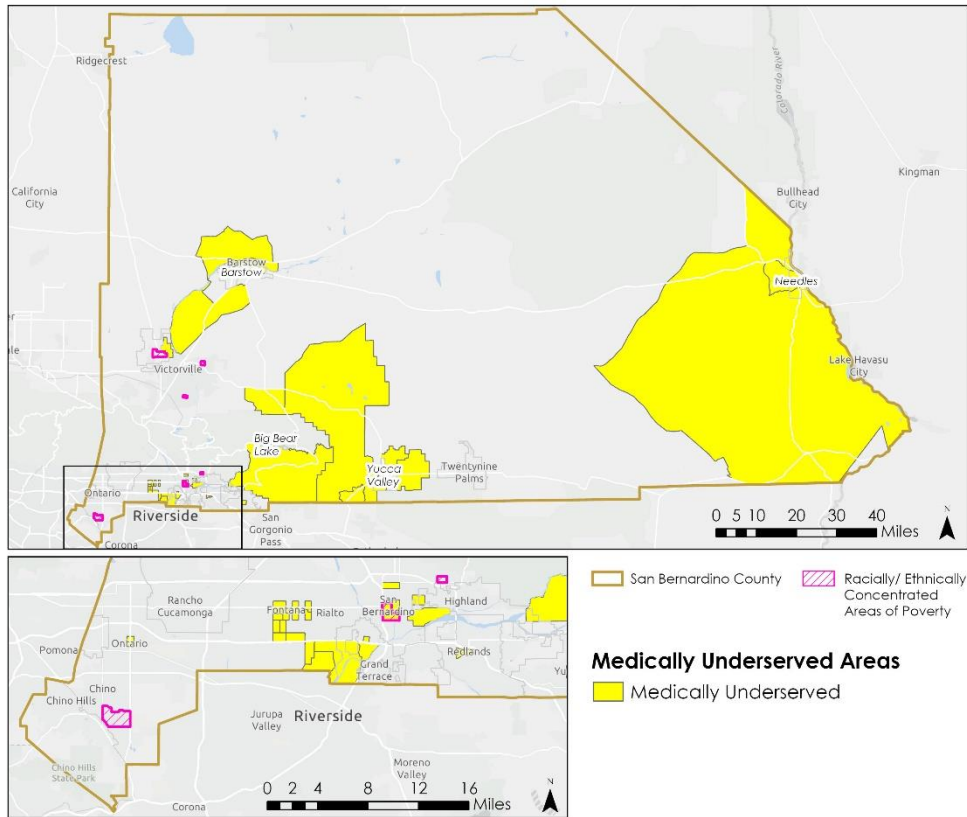 Ridgecrest
Colorado River
Kingman
California
City
Bullhead
City
Barstow
Barstow
Needles
Lake Havasu
City
Victorville
Big Bear
Lake
Yucca
Valley
Twentynine
Palms
Ontario
Riverside
San
Gorgonio
Pass
Corona
0 5 10 20 30 40
Miles
N
Rancho
Cucamonga
Fontana
Rialto
San
Bernardino
Highland
Pomona
Ontario
Redlands
Grand
Terrace
Chino
Chino Hills
Jurupa
Valley
Riverside
Chino Hills
State Park
Moreno
Valley
Corona
0 2 4 8 12 16
Miles
N
San Bernardino County
Racially/ Ethnically
Concentrated
Areas of Poverty
Medically Underserved Areas
Medically Underserved